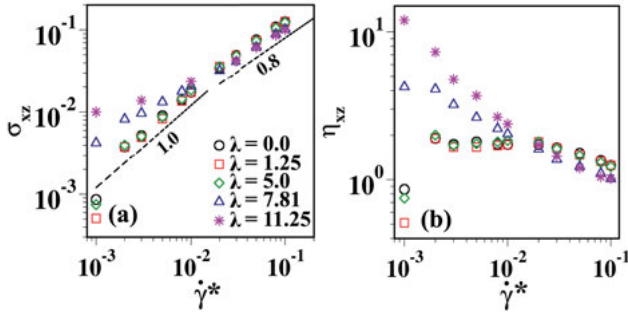 10⁻¹
10⁻²
10⁻³
σxz
0.8
1.0
λ = 0.0
λ = 1.25
λ = 5.0
λ = 7.81
λ = 11.25
(a)
10⁻³ 10⁻² 10⁻¹
γ̇*
10¹
10⁰
ηxz
(b)
10⁻³ 10⁻² 10⁻¹
γ̇*